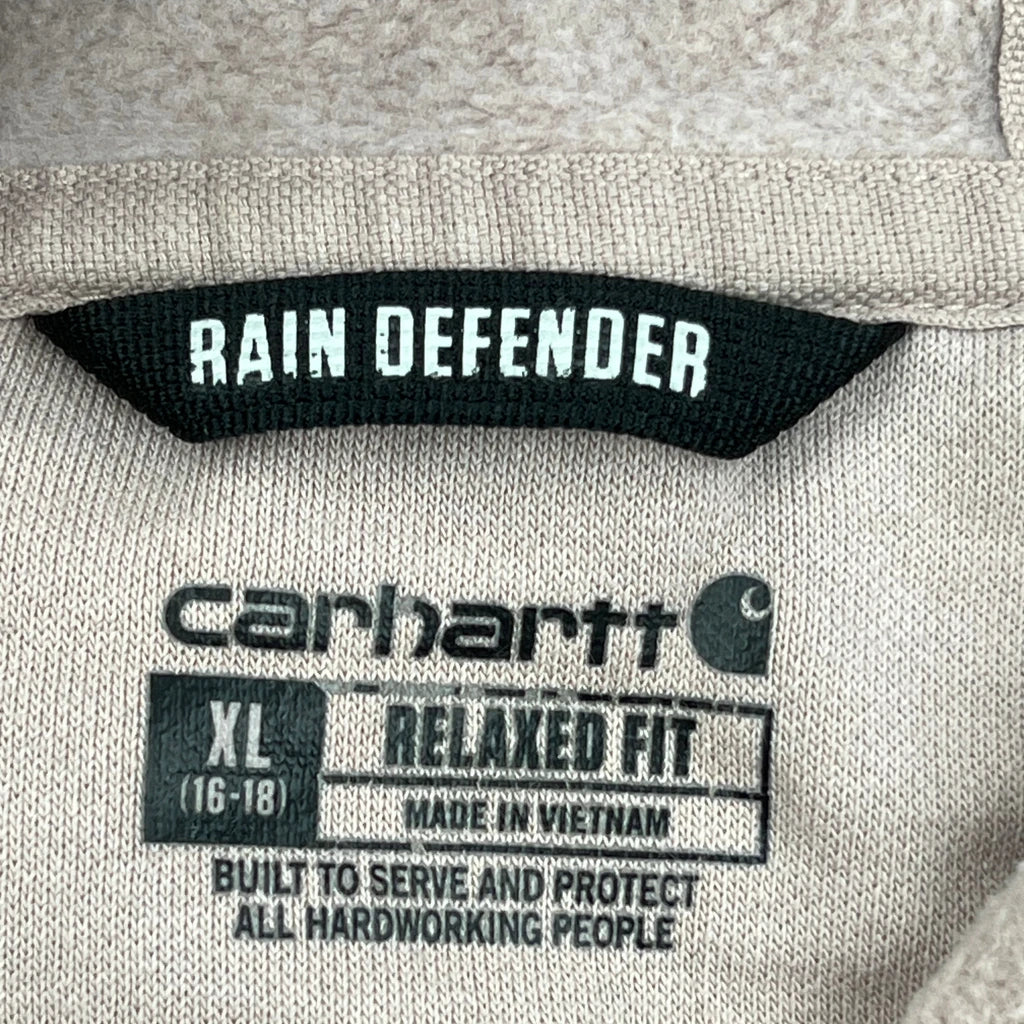 RAIN DEFENDER
carhartt
XL
(16-18)
RELAXED FIT
MADE IN VIETNAM
BUILT TO SERVE AND PROTECT
ALL HARDWORKING PEOPLE